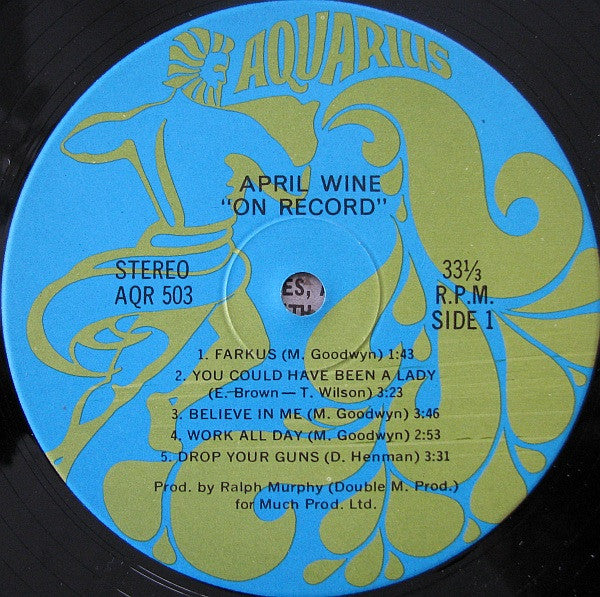 AQUARIUS
APRIL WINE
"ON RECORD"
STEREO
AQR 503
33⅓
R.P.M.
SIDE 1
ES,
TH
1. FARKUS (M. Goodwyn) 1:43
2. YOU COULD HAVE BEEN A LADY
(E. Brown — T. Wilson) 3:23
3. BELIEVE IN ME (M. Goodwyn) 3:46
4. WORK ALL DAY (M. Goodwyn) 2:53
5. DROP YOUR GUNS (D. Henman) 3:31
Prod. by Ralph Murphy (Double M. Prod.)
for Much Prod. Ltd.